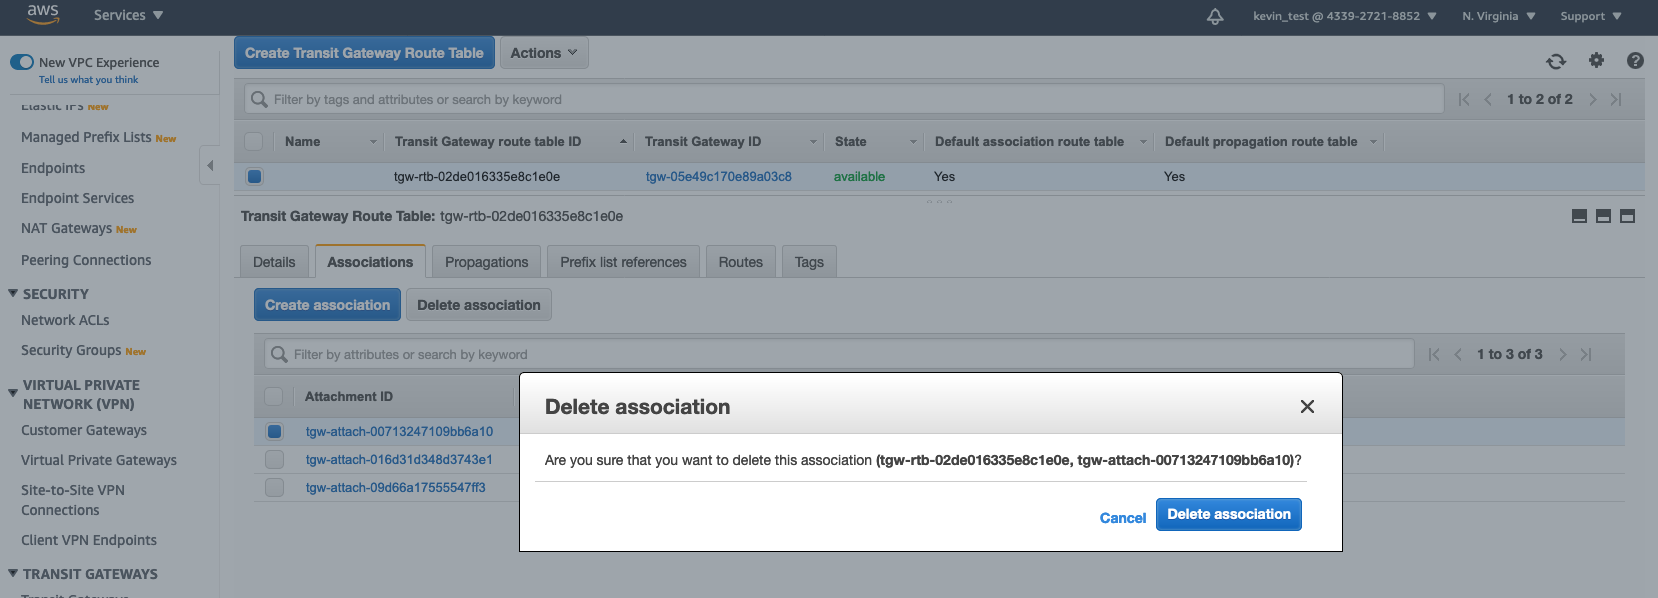 aws
Services
kevin_test @ 4339-2721-8852
N. Virginia
Support
New VPC Experience
Tell us what you think
Elastic IPs New
Managed Prefix Lists New
Endpoints
Endpoint Services
NAT Gateways New
Peering Connections
SECURITY
Network ACLs
Security Groups New
VIRTUAL PRIVATE
NETWORK (VPN)
Customer Gateways
Virtual Private Gateways
Site-to-Site VPN
Connections
Client VPN Endpoints
TRANSIT GATEWAYS
Transit Gateways
Create Transit Gateway Route Table
Actions
Filter by tags and attributes or search by keyword
1 to 2 of 2
Name
Transit Gateway route table ID
Transit Gateway ID
State
Default association route table
Default propagation route table
tgw-rtb-02de016335e8c1e0e
tgw-05e49c170e89a03c8
available
Yes
Yes
Transit Gateway Route Table: tgw-rtb-02de016335e8c1e0e
Details
Associations
Propagations
Prefix list references
Routes
Tags
Create association
Delete association
Filter by attributes or search by keyword
1 to 3 of 3
Attachment ID
tgw-attach-00713247109bb6a10
tgw-attach-016d31d348d3743e1
tgw-attach-09d66a17555547ff3
Delete association
Are you sure that you want to delete this association (tgw-rtb-02de016335e8c1e0e, tgw-attach-00713247109bb6a10)?
Cancel
Delete association